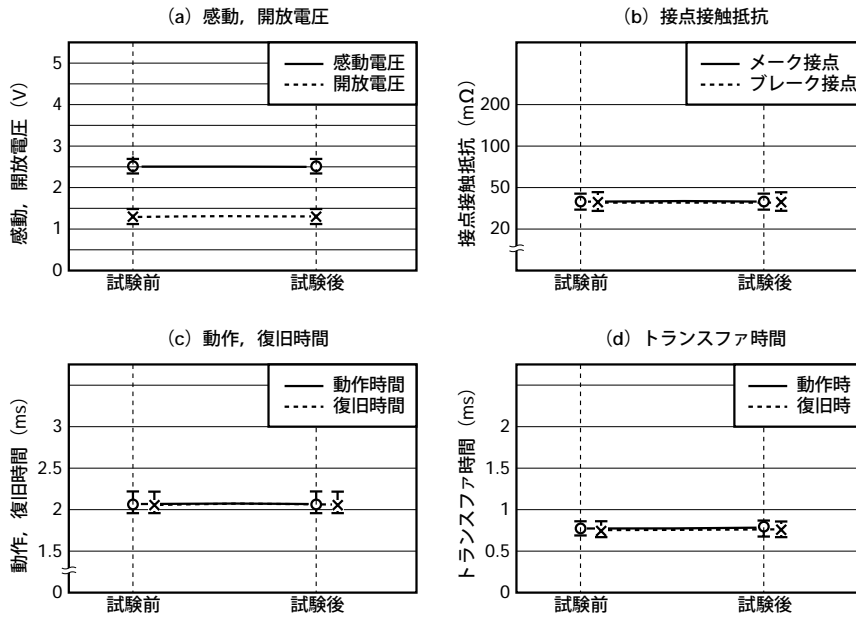 (a) 感動，開放電圧
感動，開放電圧 (V)
5
4
3
2
1
0
感動電圧
開放電圧
試験前
試験後
(b) 接点接触抵抗
接点接触抵抗 (mΩ)
200
100
50
20
メーク接点
ブレーク接点
試験前
試験後
(c) 動作，復旧時間
動作，復旧時間 (ms)
3
2.5
2
1.5
0
動作時間
復旧時間
試験前
試験後
(d) トランスファ時間
トランスファ時間 (ms)
2
1.5
1
0.5
0
動作時
復旧時
試験前
試験後